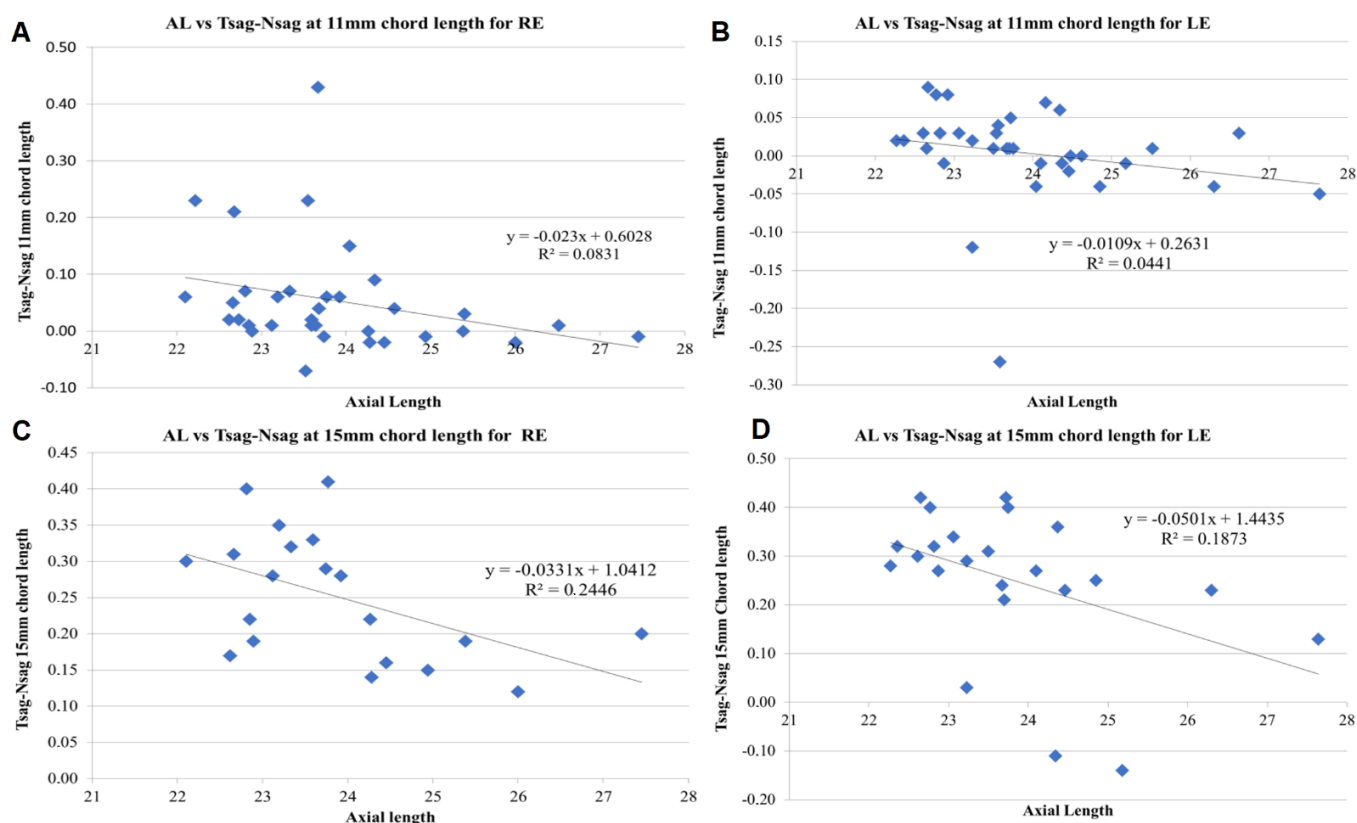 A
AL vs Tsag-Nsag at 11mm chord length for RE
Tsag-Nsag 11mm chord length
0.50
0.40
0.30
0.20
0.10
0.00
-0.10
y = -0.023x + 0.6028
R² = 0.0831
21 22 23 24 25 26 27 28
Axial Length
B
AL vs Tsag-Nsag at 11mm chord length for LE
Tsag-Nsag 11mm chord length
0.15
0.10
0.05
0.00
-0.05
-0.10
-0.15
-0.20
-0.25
-0.30
21 22 23 24 25 26 27 28
y = -0.0109x + 0.2631
R² = 0.0441
Axial Length
C
AL vs Tsag-Nsag at 15mm chord length for RE
Tsag-Nsag 15mm chord length
0.45
0.40
0.35
0.30
0.25
0.20
0.15
0.10
0.05
0.00
y = -0.0331x + 1.0412
R² = 0.2446
21 22 23 24 25 26 27 28
Axial length
D
AL vs Tsag-Nsag at 15mm chord length for LE
Tsag-Nsag 15mm Chord length
0.50
0.40
0.30
0.20
0.10
0.00
-0.10
-0.20
y = -0.0501x + 1.4435
R² = 0.1873
21 22 23 24 25 26 27 28
Axial Length